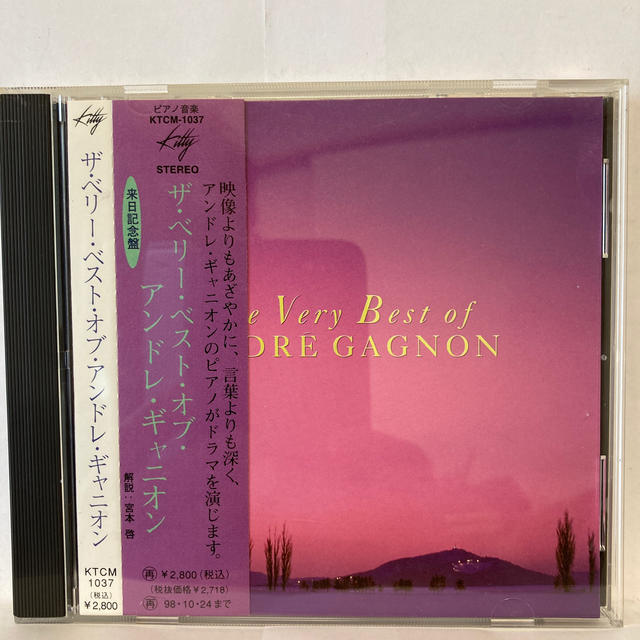 Kitty
ザ・ベリー・ベスト・オブ・アンドレ・ギャニオン
KTCM
1037
(税込)
¥2,800
ピアノ音楽
KTCM-1037
Kitty
STEREO
来日記念盤
ザ・ベリー・ベスト・オブ・
アンドレ・ギャニオン
解説:宮本 啓
映像よりもあざやかに、言葉よりも深く、
アンドレ・ギャニオンのピアノがドラマを演じます。
再 ¥2,800(税込)
(税抜価格¥2,718)
再 98・10・24まで
e Very Best of
DRE GAGNON